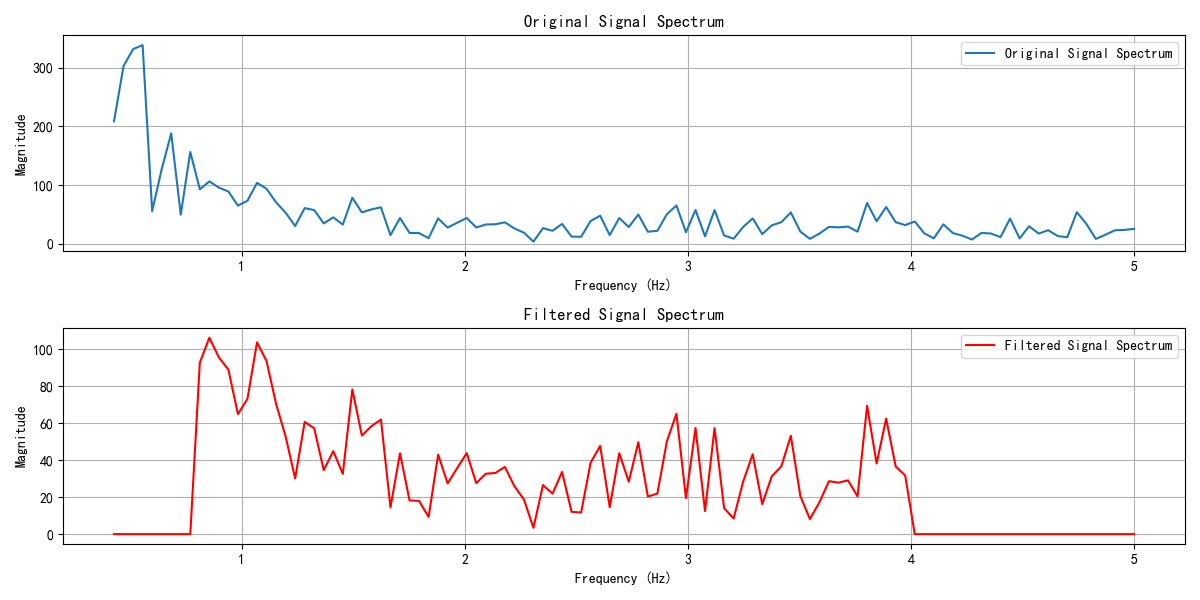 Original Signal Spectrum
Magnitude
300
200
100
0
Original Signal Spectrum
1 2 3 4 5
Frequency (Hz)
Filtered Signal Spectrum
Magnitude
100
80
60
40
20
0
Filtered Signal Spectrum
1 2 3 4 5
Frequency (Hz)